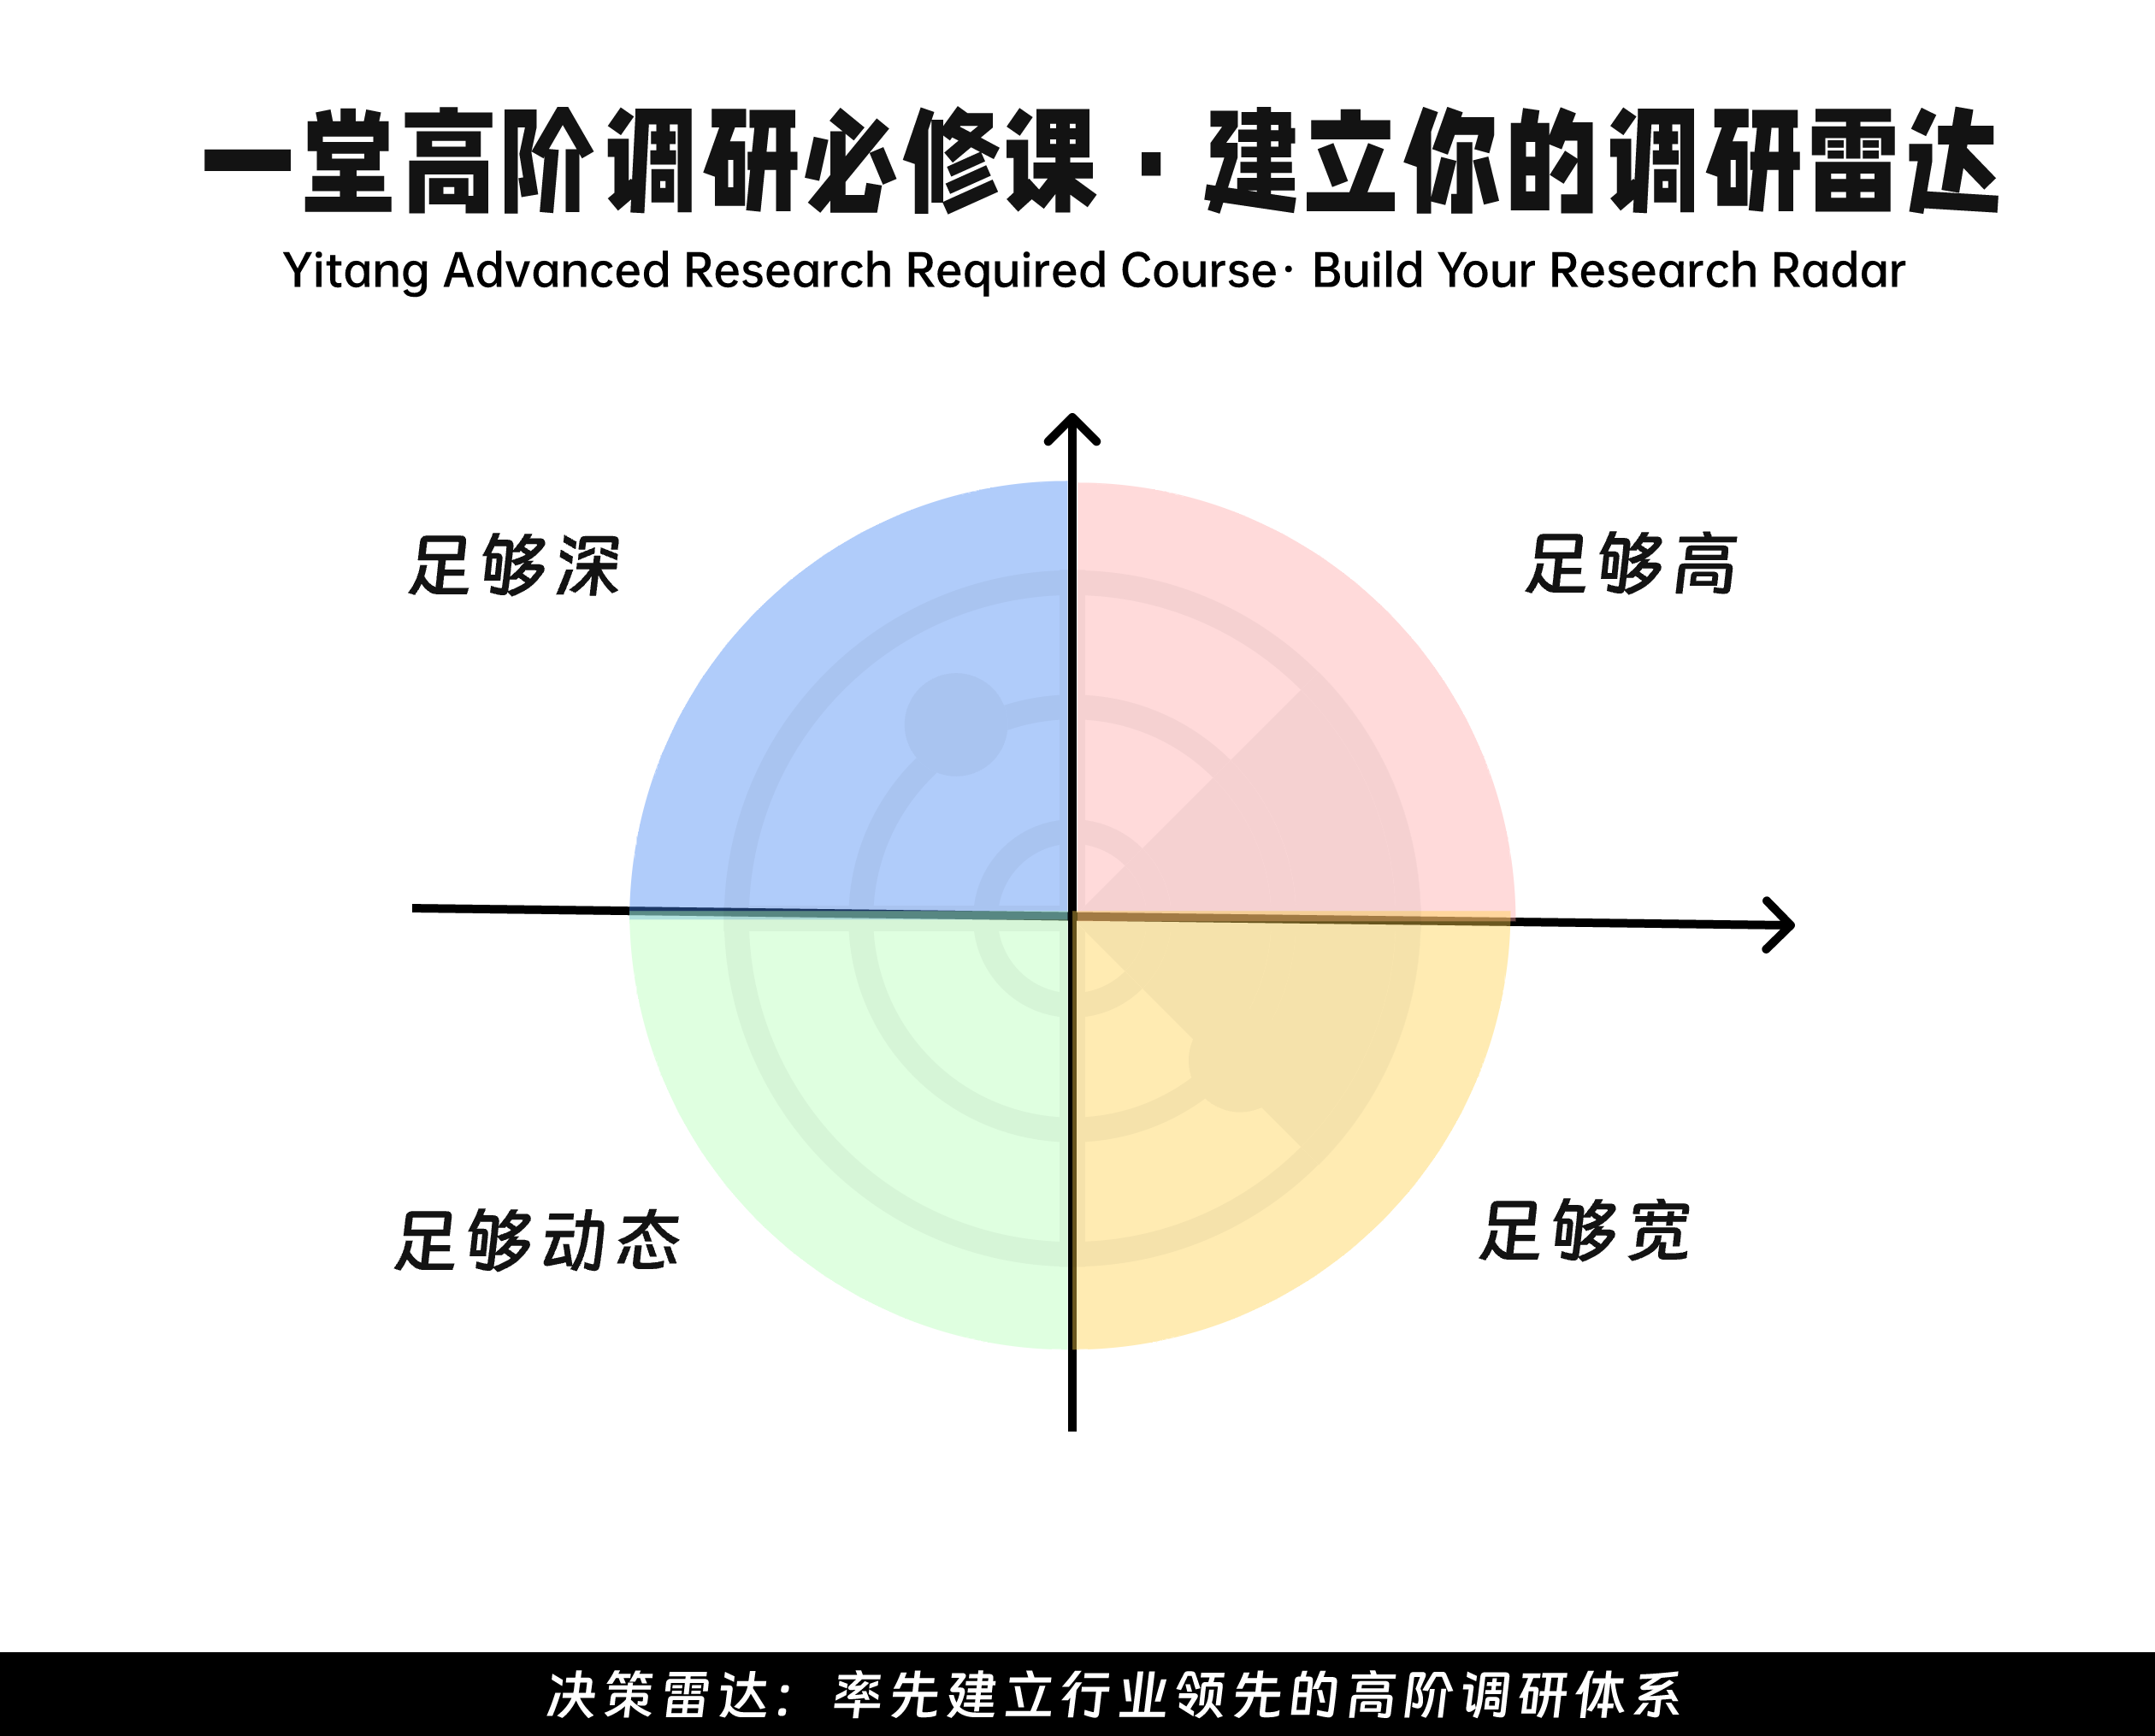 一堂高阶调研必修课·建立你的调研雷达
Yitang Advanced Research Required Course· Build Your Research Radar
足够深
足够高
足够动态
足够宽
决策雷达：率先建立行业领先的高阶调研体系